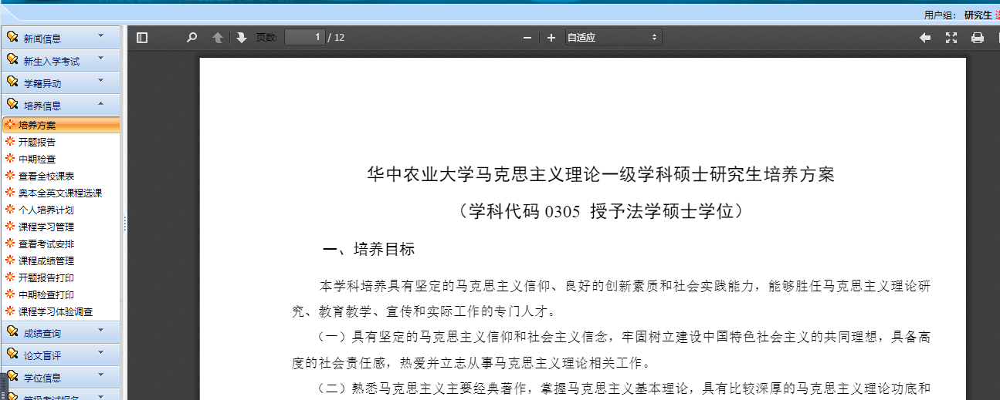 用户组： 研究生
新闻信息
新生入学考试
学籍异动
培养信息
培养方案
开题报告
中期检查
查看全校课表
奥本全英文课程选课
个人培养计划
课程学习管理
查看考试安排
课程成绩管理
开题报告打印
中期检查打印
课程学习体验调查
成绩查询
论文盲评
学位信息
等级考试报名
页数: 1 / 12
自适应
华中农业大学马克思主义理论一级学科硕士研究生培养方案
（学科代码 0305 授予法学硕士学位）
一、培养目标
本学科培养具有坚定的马克思主义信仰、良好的创新素质和社会实践能力，能够胜任马克思主义理论研
究、教育教学、宣传和实际工作的专门人才。
（一）具有坚定的马克思主义信仰和社会主义信念，牢固树立建设中国特色社会主义的共同理想，具备高
度的社会责任感，热爱并立志从事马克思主义理论相关工作。
（二）熟悉马克思主义主要经典著作，掌握马克思主义基本理论，具有比较深厚的马克思主义理论功底和